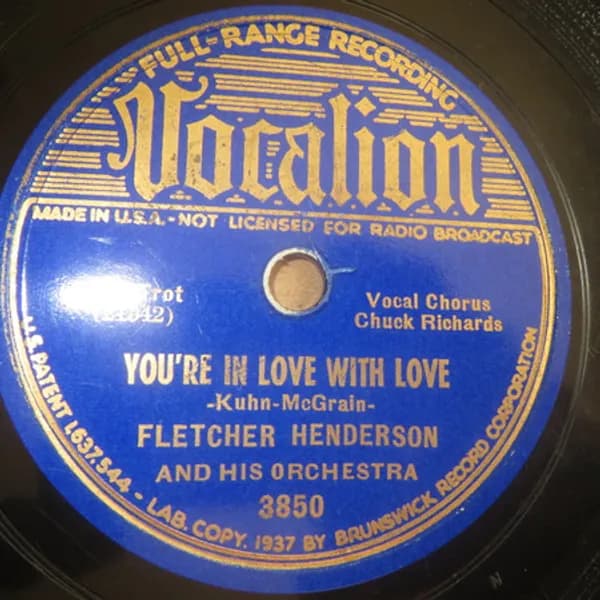 FULL-RANGE RECORDING
Vocalion
MADE IN U.S.A.-NOT LICENSED FOR RADIO BROADCAST
Vocal Chorus
Chuck Richards
YOU'RE IN LOVE WITH LOVE
-Kuhn-McGrain-
FLETCHER HENDERSON
AND HIS ORCHESTRA
3850
U.S. PATENT 1,637,544 - LAB. COPY. 1937 BY BRUNSWICK RECORD CORPORATION